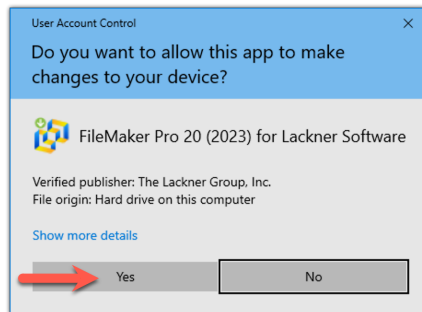 User Account Control
Do you want to allow this app to make
changes to your device?
FileMaker Pro 20 (2023) for Lackner Software
Verified publisher: The Lackner Group, Inc.
File origin: Hard drive on this computer
Show more details
Yes
No